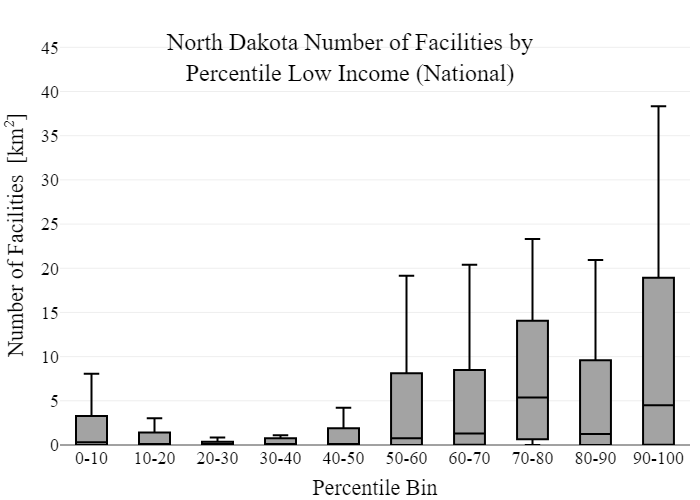 North Dakota Number of Facilities by
Percentile Low Income (National)
Number of Facilities [km²]
45
40
35
30
25
20
15
10
5
0
0-10 10-20 20-30 30-40 40-50 50-60 60-70 70-80 80-90 90-100
Percentile Bin